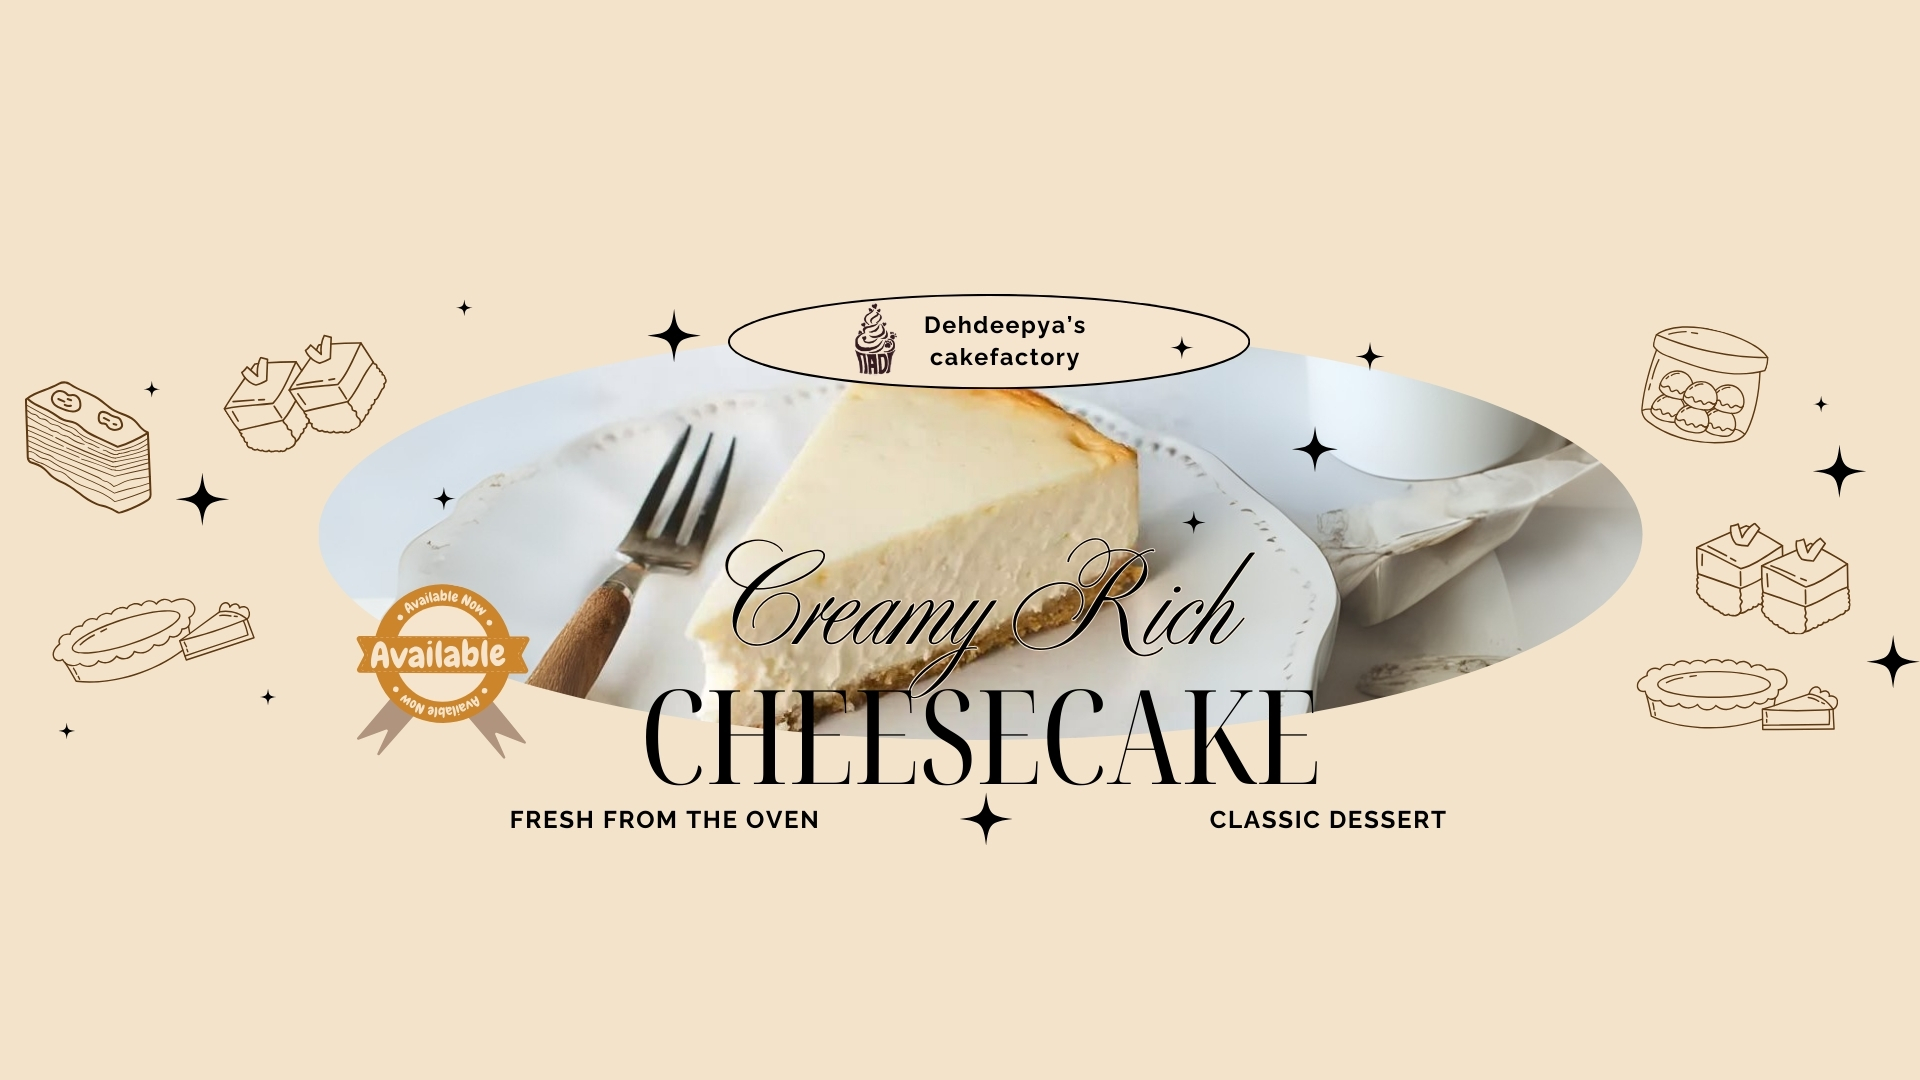 Dehdeepya's
cakefactory
Creamy Rich
Available Now
Available
Available Now
CHEESECAKE
FRESH FROM THE OVEN
CLASSIC DESSERT